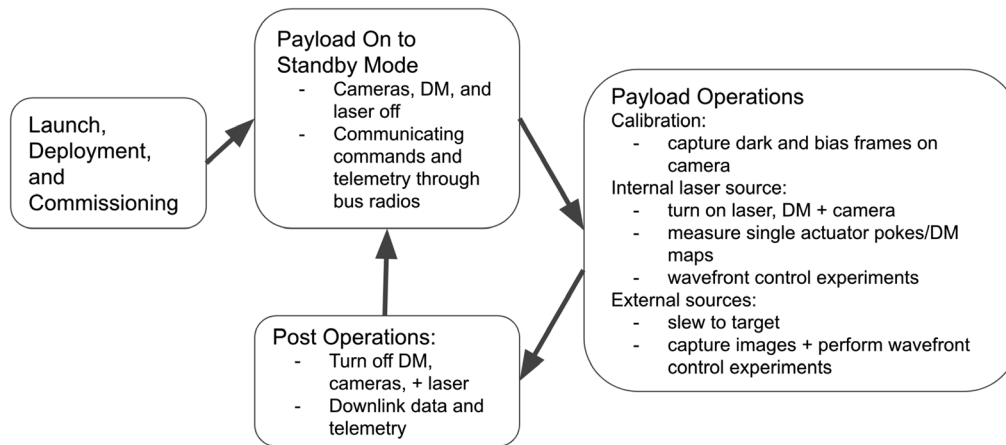 Launch,
Deployment,
and
Commissioning
Payload On to
Standby Mode
- Cameras, DM, and
laser off
- Communicating
commands and
telemetry through
bus radios
Payload Operations
Calibration:
- capture dark and bias frames on
camera
Internal laser source:
- turn on laser, DM + camera
- measure single actuator pokes/DM
maps
- wavefront control experiments
External sources:
- slew to target
- capture images + perform wavefront
control experiments
Post Operations:
- Turn off DM,
cameras, + laser
- Downlink data and
telemetry